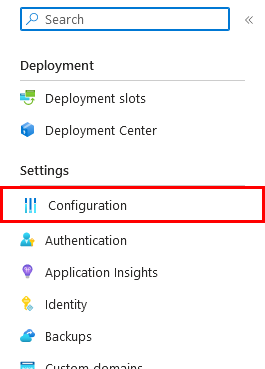 Search
Deployment
Deployment slots
Deployment Center
Settings
Configuration
Authentication
Application Insights
Identity
Backups
Custom domains